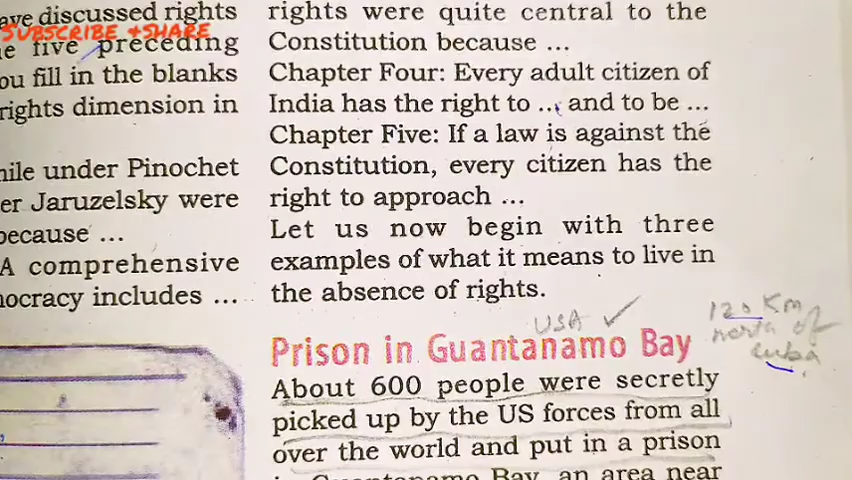 ave discussed rights
SUBSCRIBE + SHARE
e five preceding
ou fill in the blanks
rights dimension in
hile under Pinochet
er Jaruzelsky were
because ...
A comprehensive
mocracy includes ...
rights were quite central to the
Constitution because ...
Chapter Four: Every adult citizen of
India has the right to ... and to be ...
Chapter Five: If a law is against the
Constitution, every citizen has the
right to approach ...
Let us now begin with three
examples of what it means to live in
the absence of rights.
USA ✓
Prison in Guantanamo Bay
120 Km
north of
Cuba
About 600 people were secretly
picked up by the US forces from all
over the world and put in a prison
in Guantanamo Bay, an area near